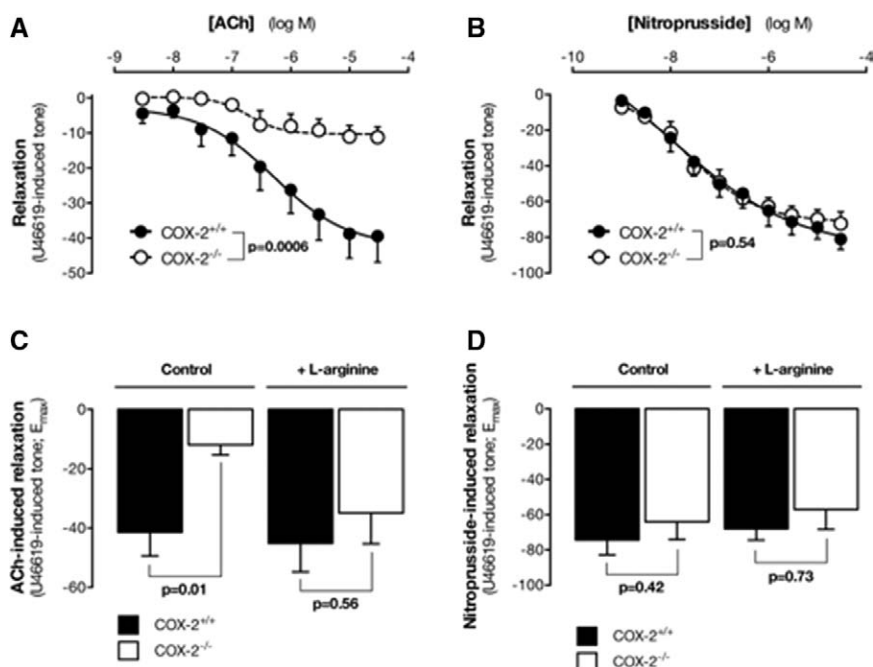 A
[ACh] (log M)
-9 -8 -7 -6 -5 -4
Relaxation
(U46619-induced tone)
0
-10
-20
-30
-40
-50
COX-2+/+
COX-2-/-
p=0.0006
B
[Nitroprusside] (log M)
-10 -8 -6 -4
Relaxation
(U46619-induced tone)
0
-20
-40
-60
-80
-100
COX-2+/+
COX-2-/-
p=0.54
C
Control + L-arginine
ACh-induced relaxation
(U46619-induced tone; Emax)
0
-20
-40
-60
p=0.01
p=0.56
COX-2+/+
COX-2-/-
D
Control + L-arginine
Nitroprusside-induced relaxation
(U46619-induced tone; Emax)
0
-20
-40
-60
-80
-100
p=0.42
p=0.73
COX-2+/+
COX-2-/-